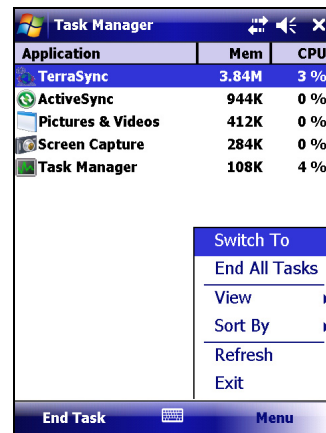 Task Manager
Application Mem CPU
TerraSync 3.84M 3 %
ActiveSync 944K 0 %
Pictures & Videos 412K 0 %
Screen Capture 284K 0 %
Task Manager 108K 4 %
Switch To
End All Tasks
View
Sort By
Refresh
Exit
End Task Menu